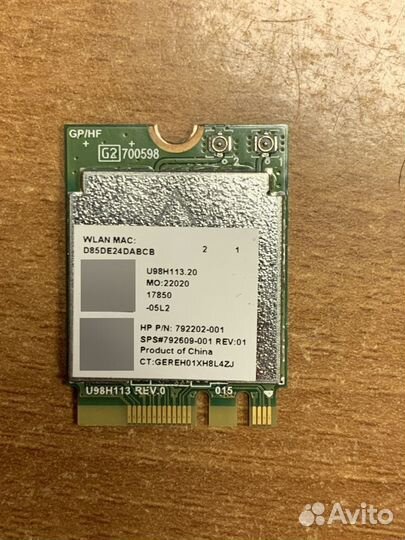 GP/HF
G2 700598
2
WLAN MAC:
D85DE24DABCB
2 1
U98H113.20
MO:22020
17850
-05L2
HP P/N: 792202-001
SPS#792609-001 REV:01
Product of China
CT:GEREH01XH8L4ZJ
U98H113 REV.0
015
Avito